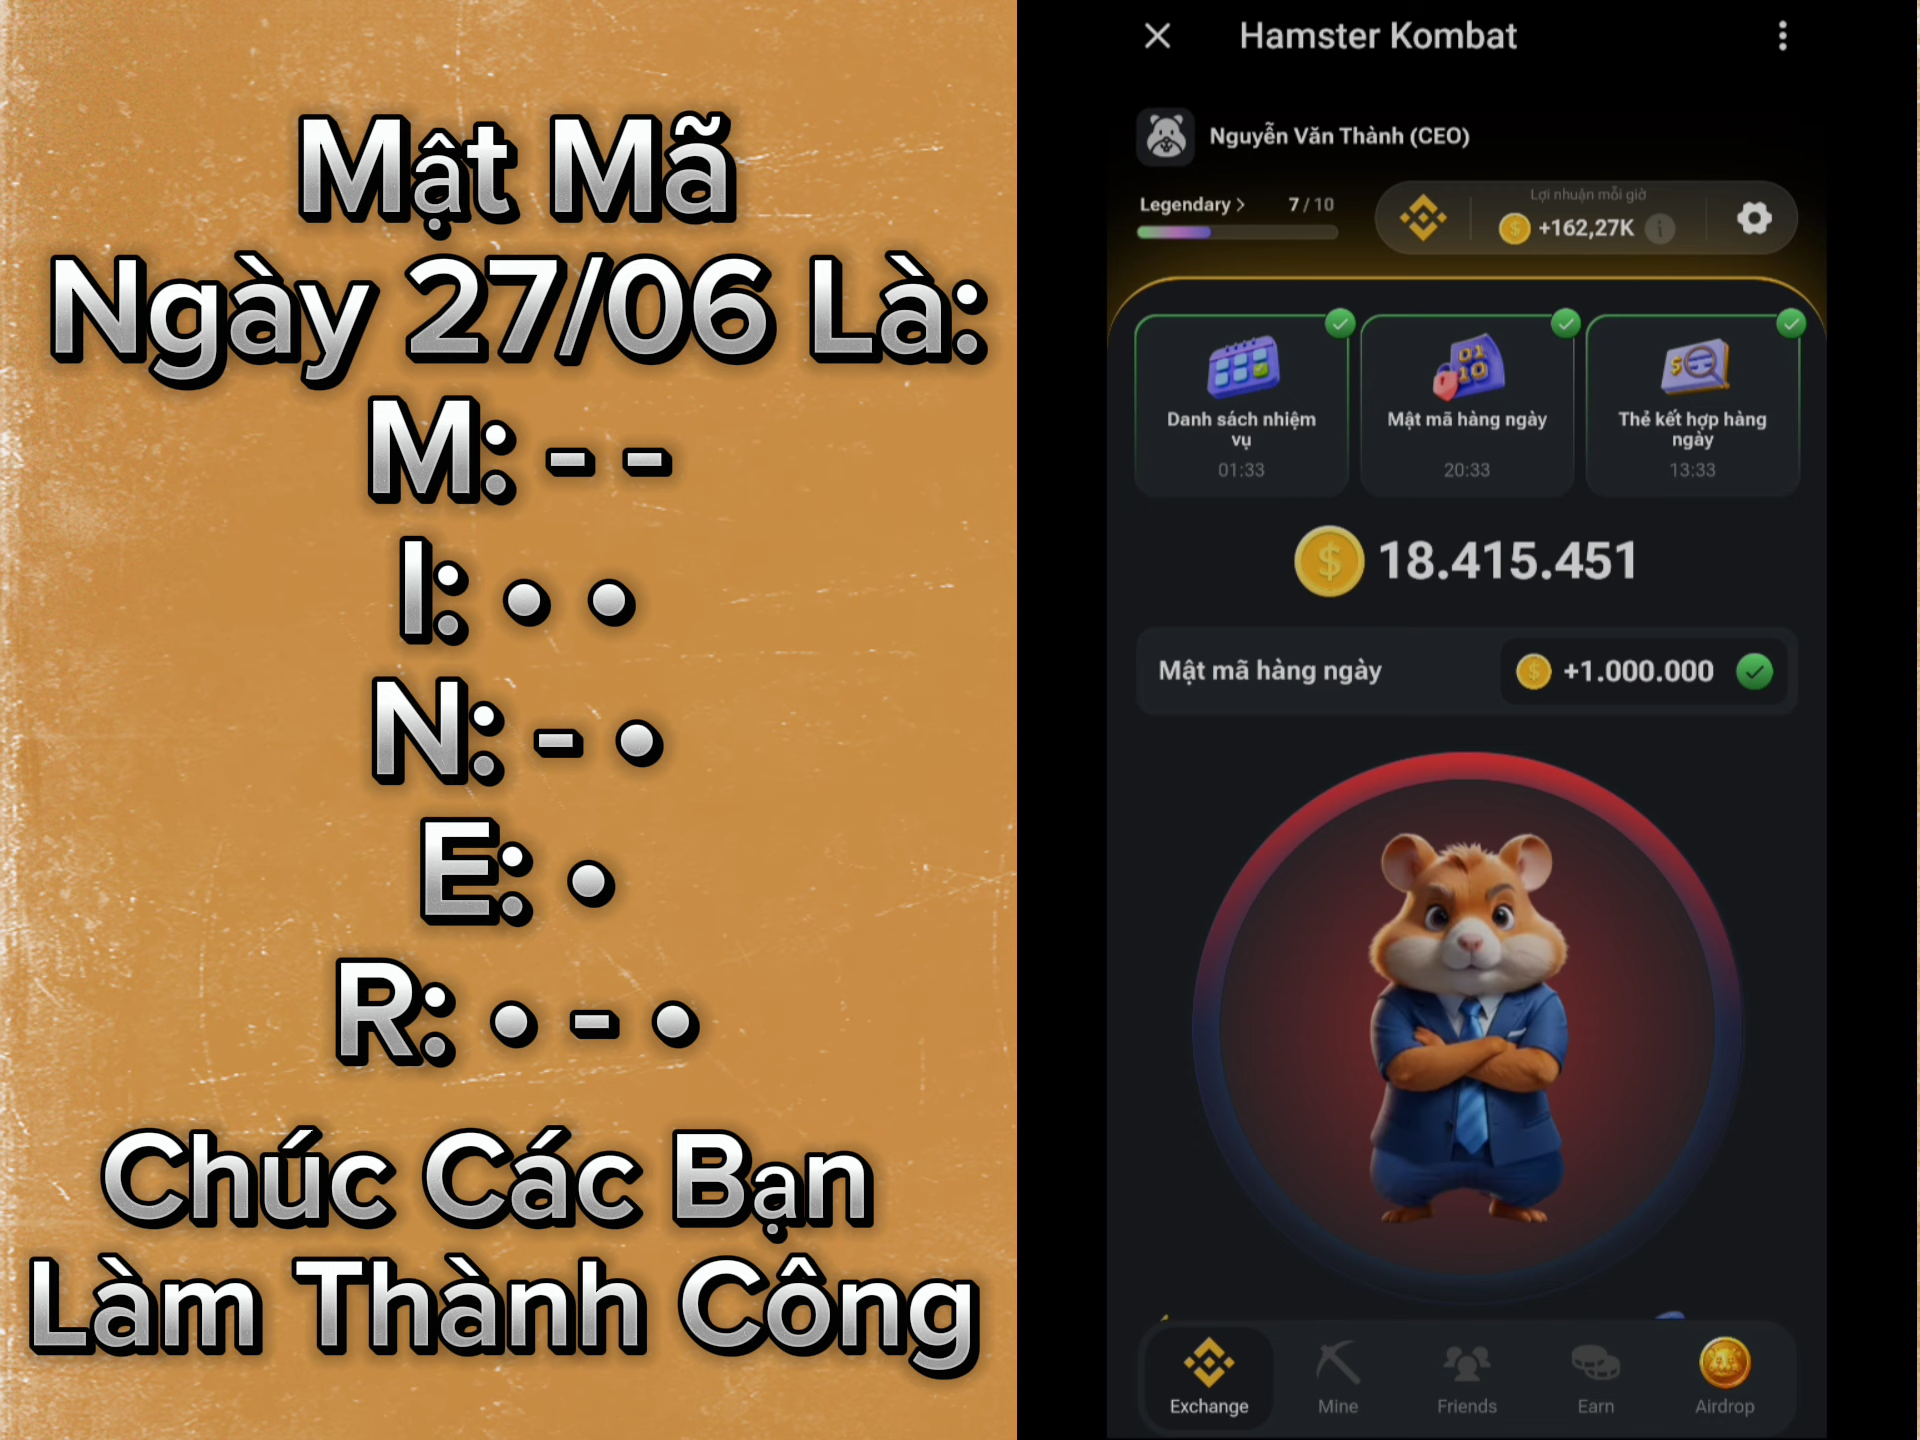 Mật Mã
Ngày 27/06 Là:
M: - -
I: • •
N: - •
E: •
R: • - •
Chúc Các Bạn
Làm Thành Công
Hamster Kombat
Nguyễn Văn Thành (CEO)
Legendary > 7 / 10
Lợi nhuận mỗi giờ
+162,27K
Danh sách nhiệm
vụ
01:33
Mật mã hàng ngày
20:33
Thẻ kết hợp hàng
ngày
13:33
18.415.451
Mật mã hàng ngày +1.000.000
Exchange Mine Friends Earn Airdrop